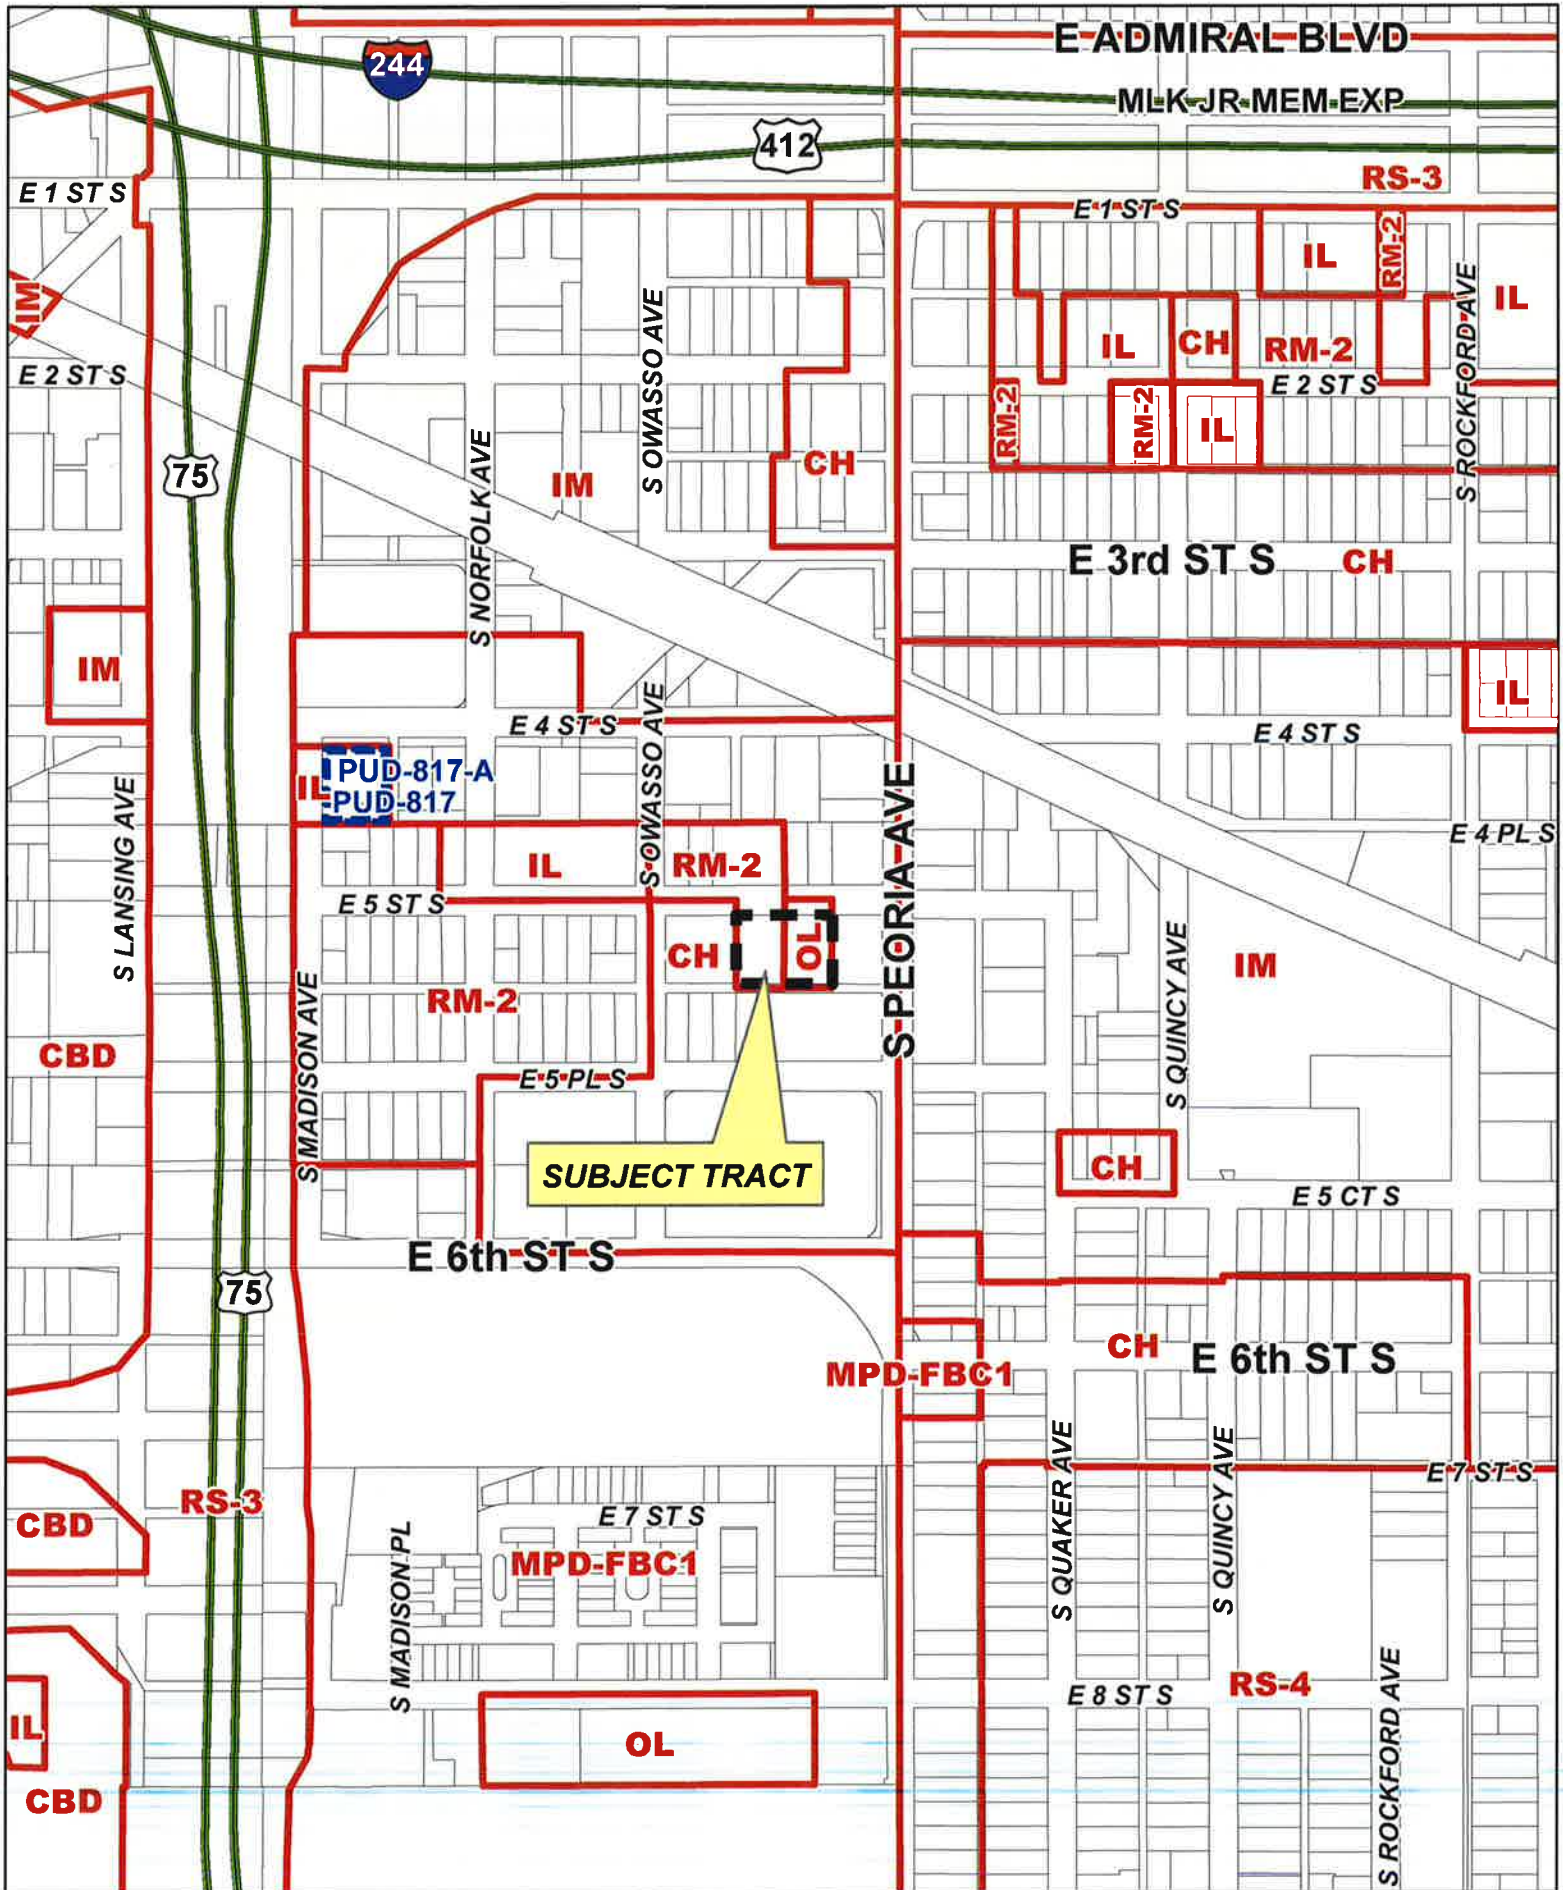 E ADMIRAL BLVD
244
MLK JR MEM EXP
412
RS-3
E 1 ST S
E 1 ST S
IL
RM-2
IM
S OWASSO AVE
S ROCKFORD AVE
IL
IL
CH
RM-2
E 2 ST S
E 2 ST S
RM-2
RM-2
IL
75
S NORFOLK AVE
IM
CH
E 3rd ST S
CH
IM
IL
E 4 ST S
E 4 ST S
S OWASSO AVE
IL
PUD-817-A
PUD-817
S LANSING AVE
S PEORIA AVE
E 4 PL S
IL
RM-2
E 5 ST S
CH
OL
S QUINCY AVE
IM
RM-2
CBD
S MADISON AVE
E 5 PL S
SUBJECT TRACT
CH
E 5 CT S
E 6th ST S
75
CH
E 6th ST S
MPD-FBC1
S QUAKER AVE
S QUINCY AVE
E 7 ST S
RS-3
CBD
E 7 ST S
MPD-FBC1
S MADISON PL
RS-4
E 8 ST S
S ROCKFORD AVE
IL
OL
CBD